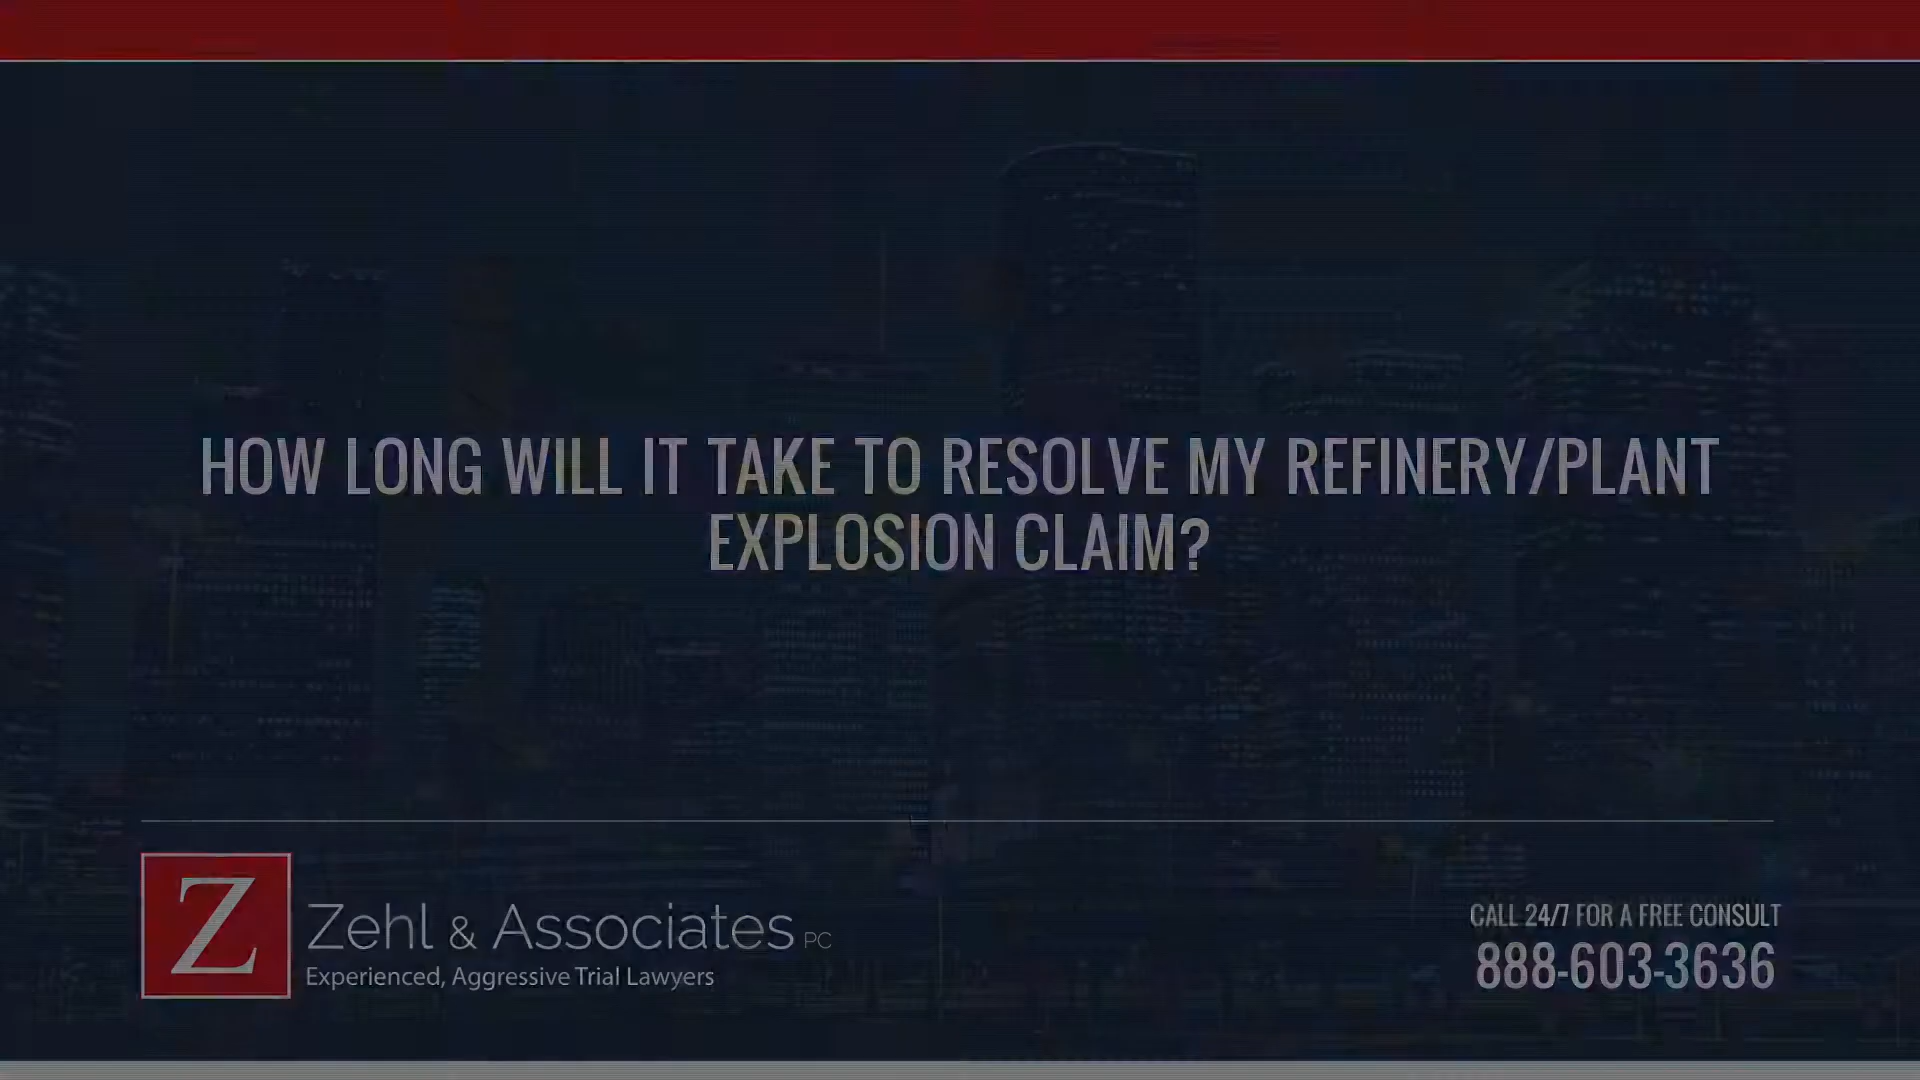 HOW LONG WILL IT TAKE TO RESOLVE MY REFINERY/PLANT
EXPLOSION CLAIM?
Z
Zehl & Associates PC
Experienced, Aggressive Trial Lawyers
CALL 24/7 FOR A FREE CONSULT
888-603-3636